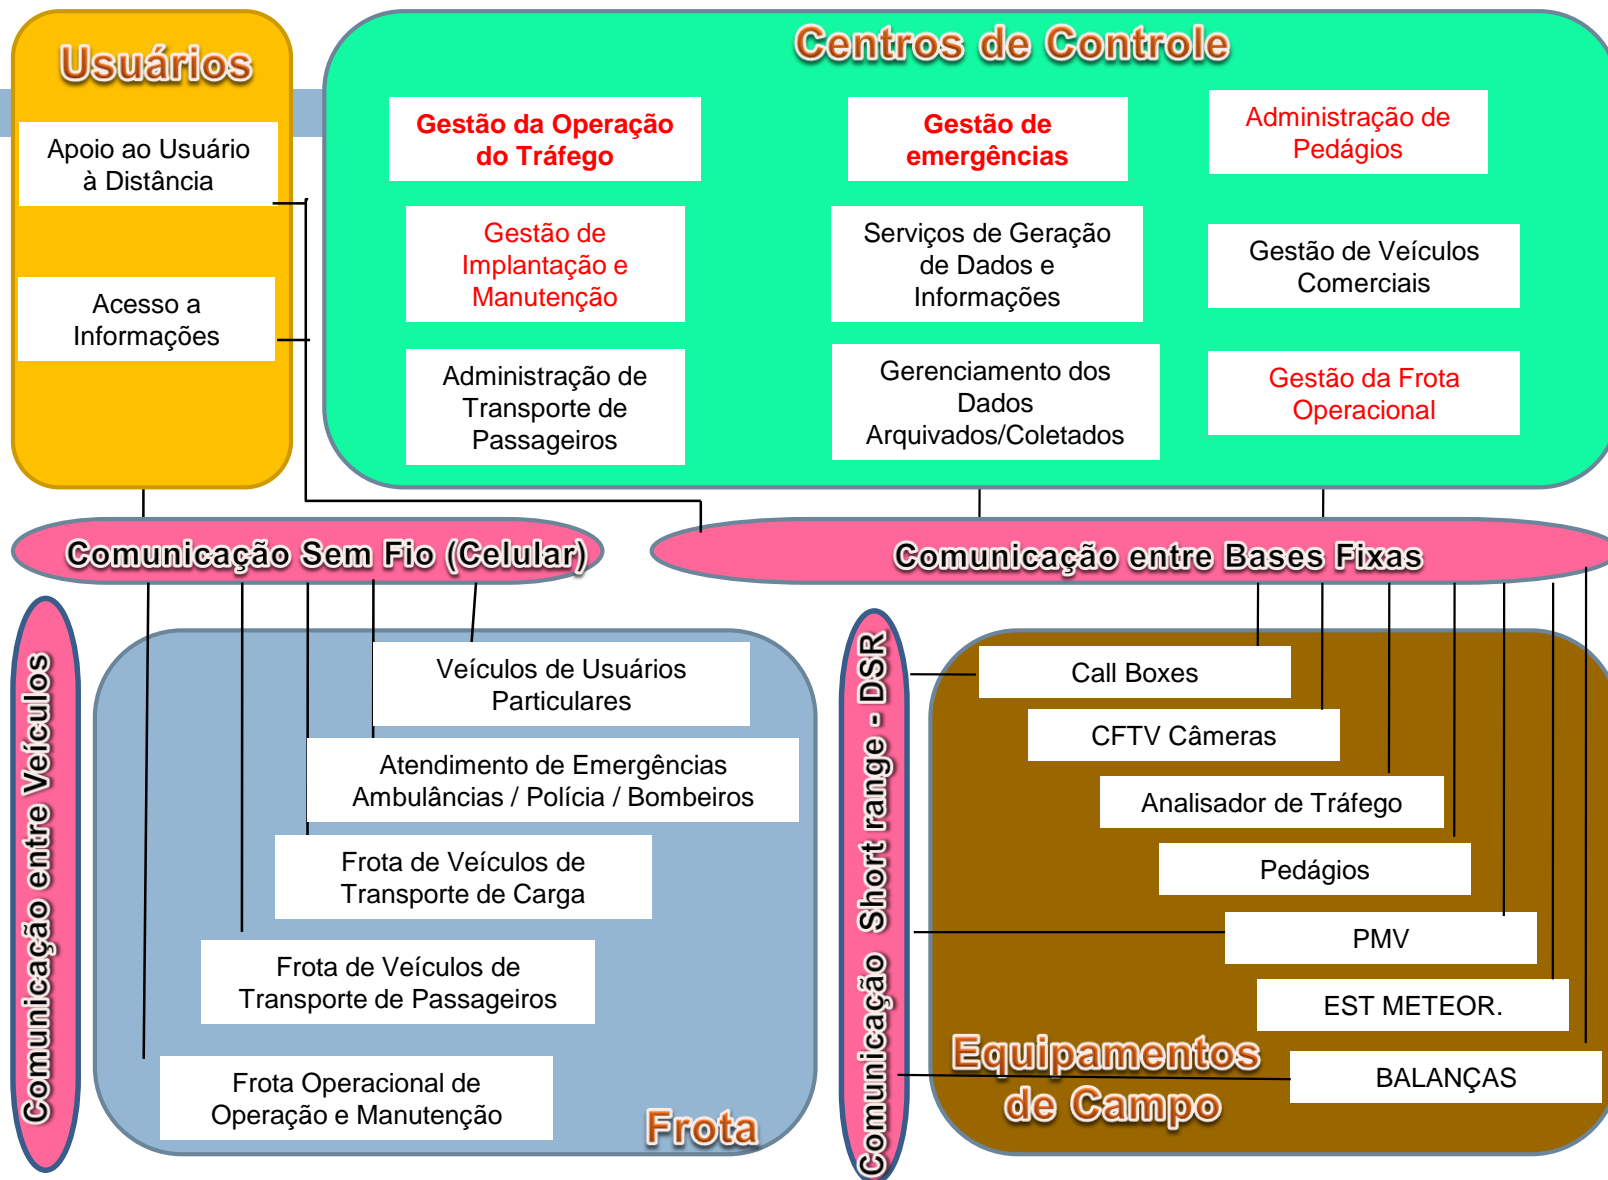 Usuários
Apoio ao Usuário
à Distância
Acesso a
Informações
Centros de Controle
Gestão da Operação
do Tráfego
Gestão de
emergências
Administração de
Pedágios
Gestão de
Implantação e
Manutenção
Serviços de Geração
de Dados e
Informações
Gestão de Veículos
Comerciais
Administração de
Transporte de
Passageiros
Gerenciamento dos
Dados
Arquivados/Coletados
Gestão da Frota
Operacional
Comunicação Sem Fio (Celular)
Comunicação entre Bases Fixas
Comunicação entre Veículos
Veículos de Usuários
Particulares
Atendimento de Emergências
Ambulâncias / Polícia / Bombeiros
Frota de Veículos de
Transporte de Carga
Frota de Veículos de
Transporte de Passageiros
Frota Operacional de
Operação e Manutenção
Frota
Comunicação Short range - DSR
Call Boxes
CFTV Câmeras
Analisador de Tráfego
Pedágios
PMV
EST METEOR.
BALANÇAS
Equipamentos
de Campo